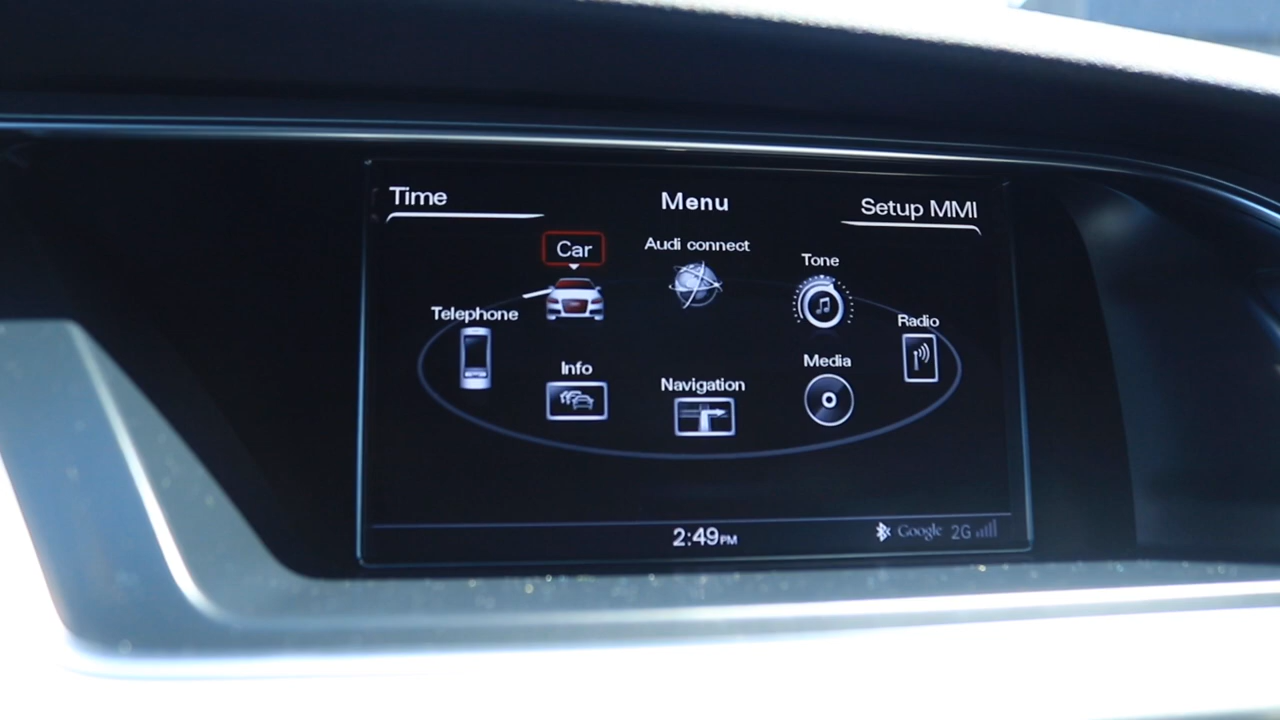 Time
Menu
Setup MMI
Car
Audi connect
Tone
Telephone
Radio
Info
Navigation
Media
2:49PM
Google 2G